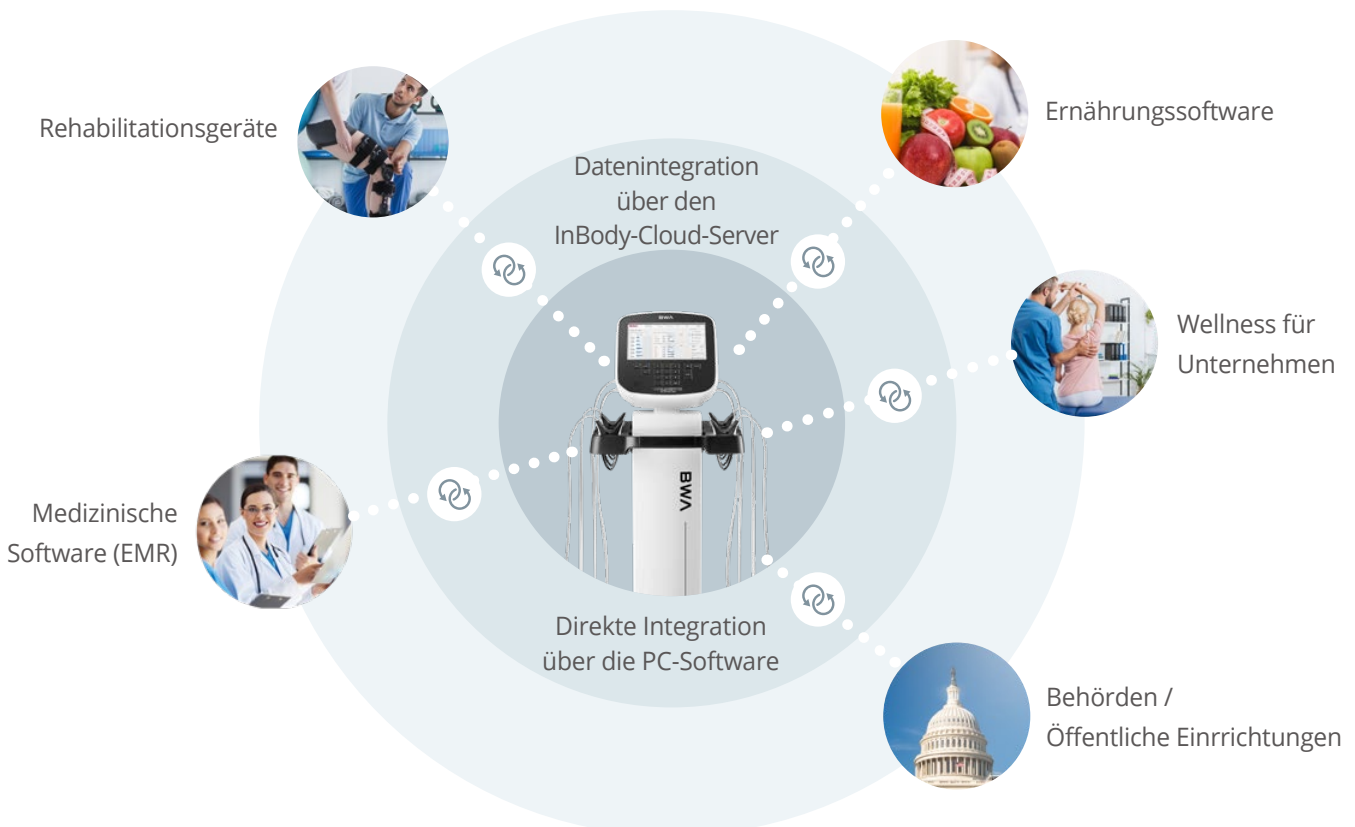 Rehabilitationsgeräte
Ernährungssoftware
Datenintegration
über den
InBody-Cloud-Server
Wellness für
Unternehmen
BWA
BWA
Medizinische
Software (EMR)
Direkte Integration
über die PC-Software
Behörden /
Öffentliche Einrrichtungen